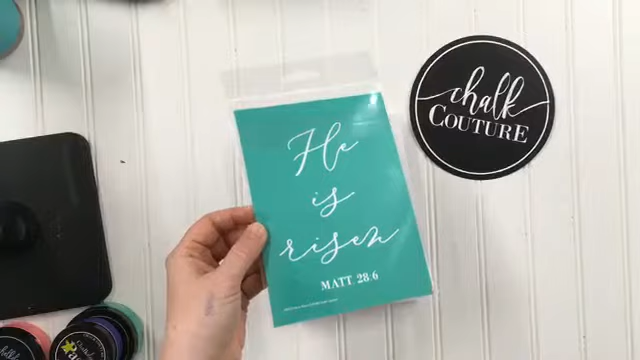 He
is
risen
MATT. 28:6
chalk
COUTURE